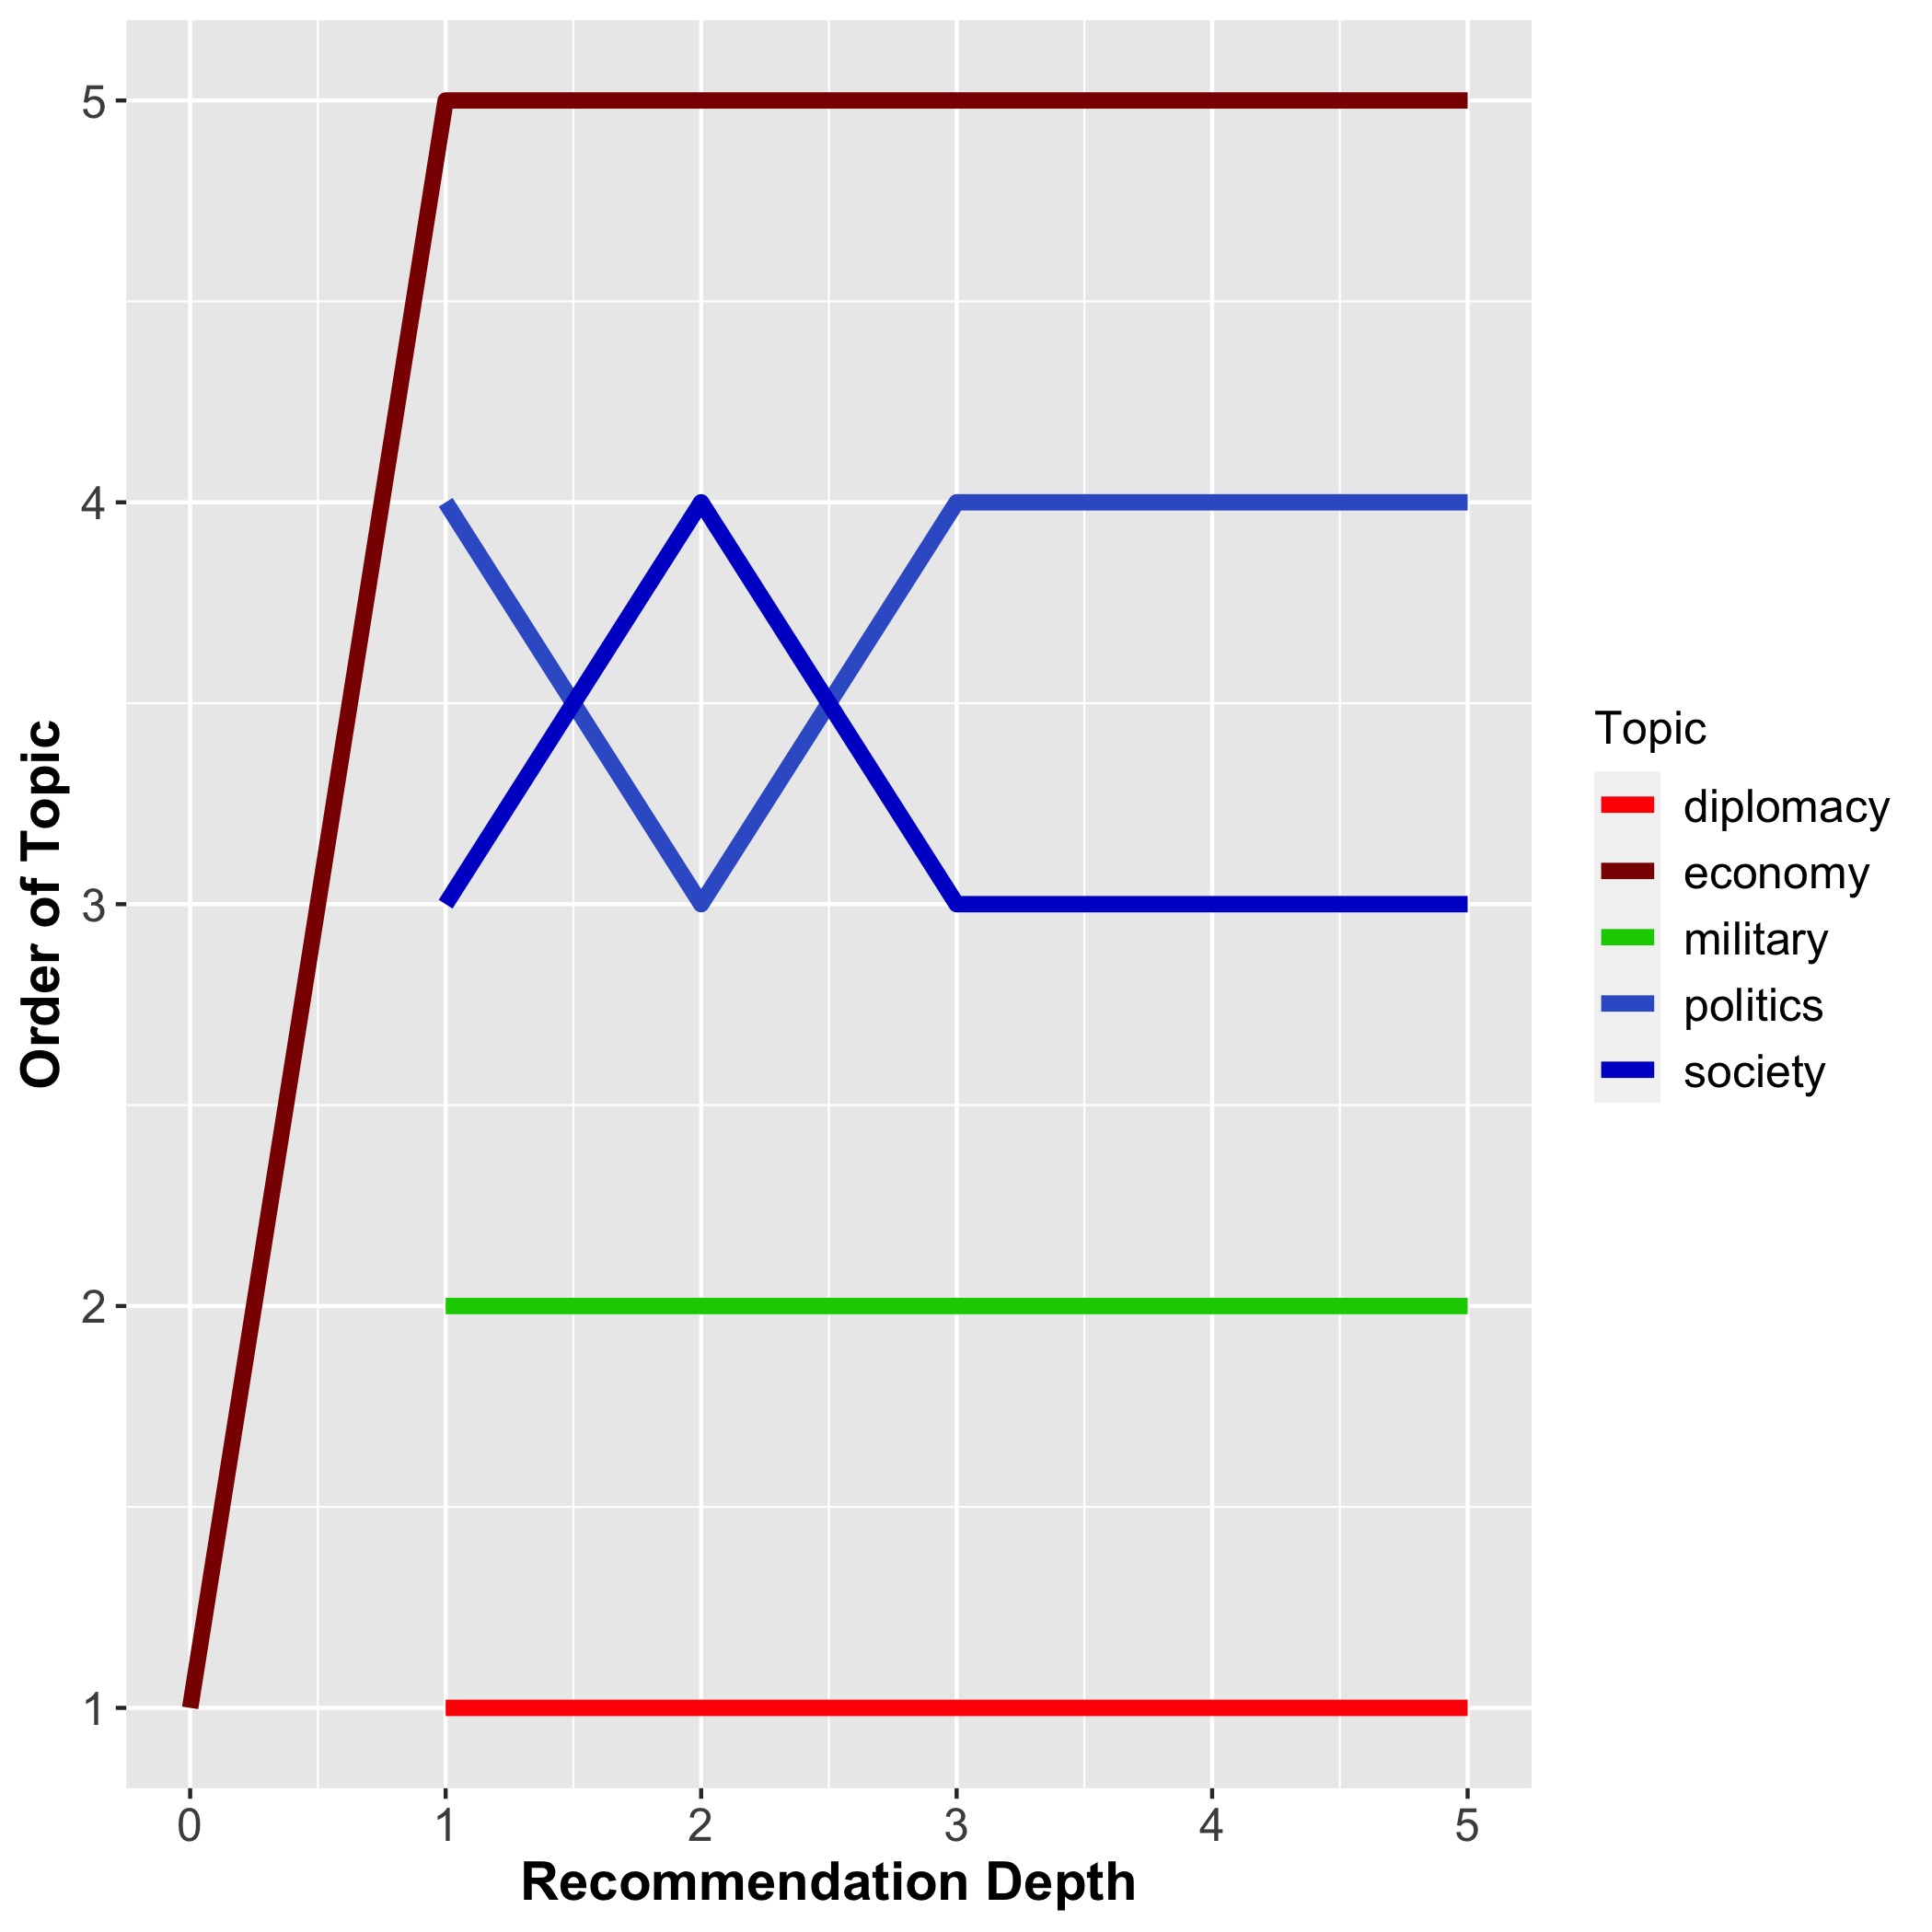 5
4
3
2
1
Order of Topic
0 1 2 3 4 5
Recommendation Depth
Topic
diplomacy
economy
military
politics
society